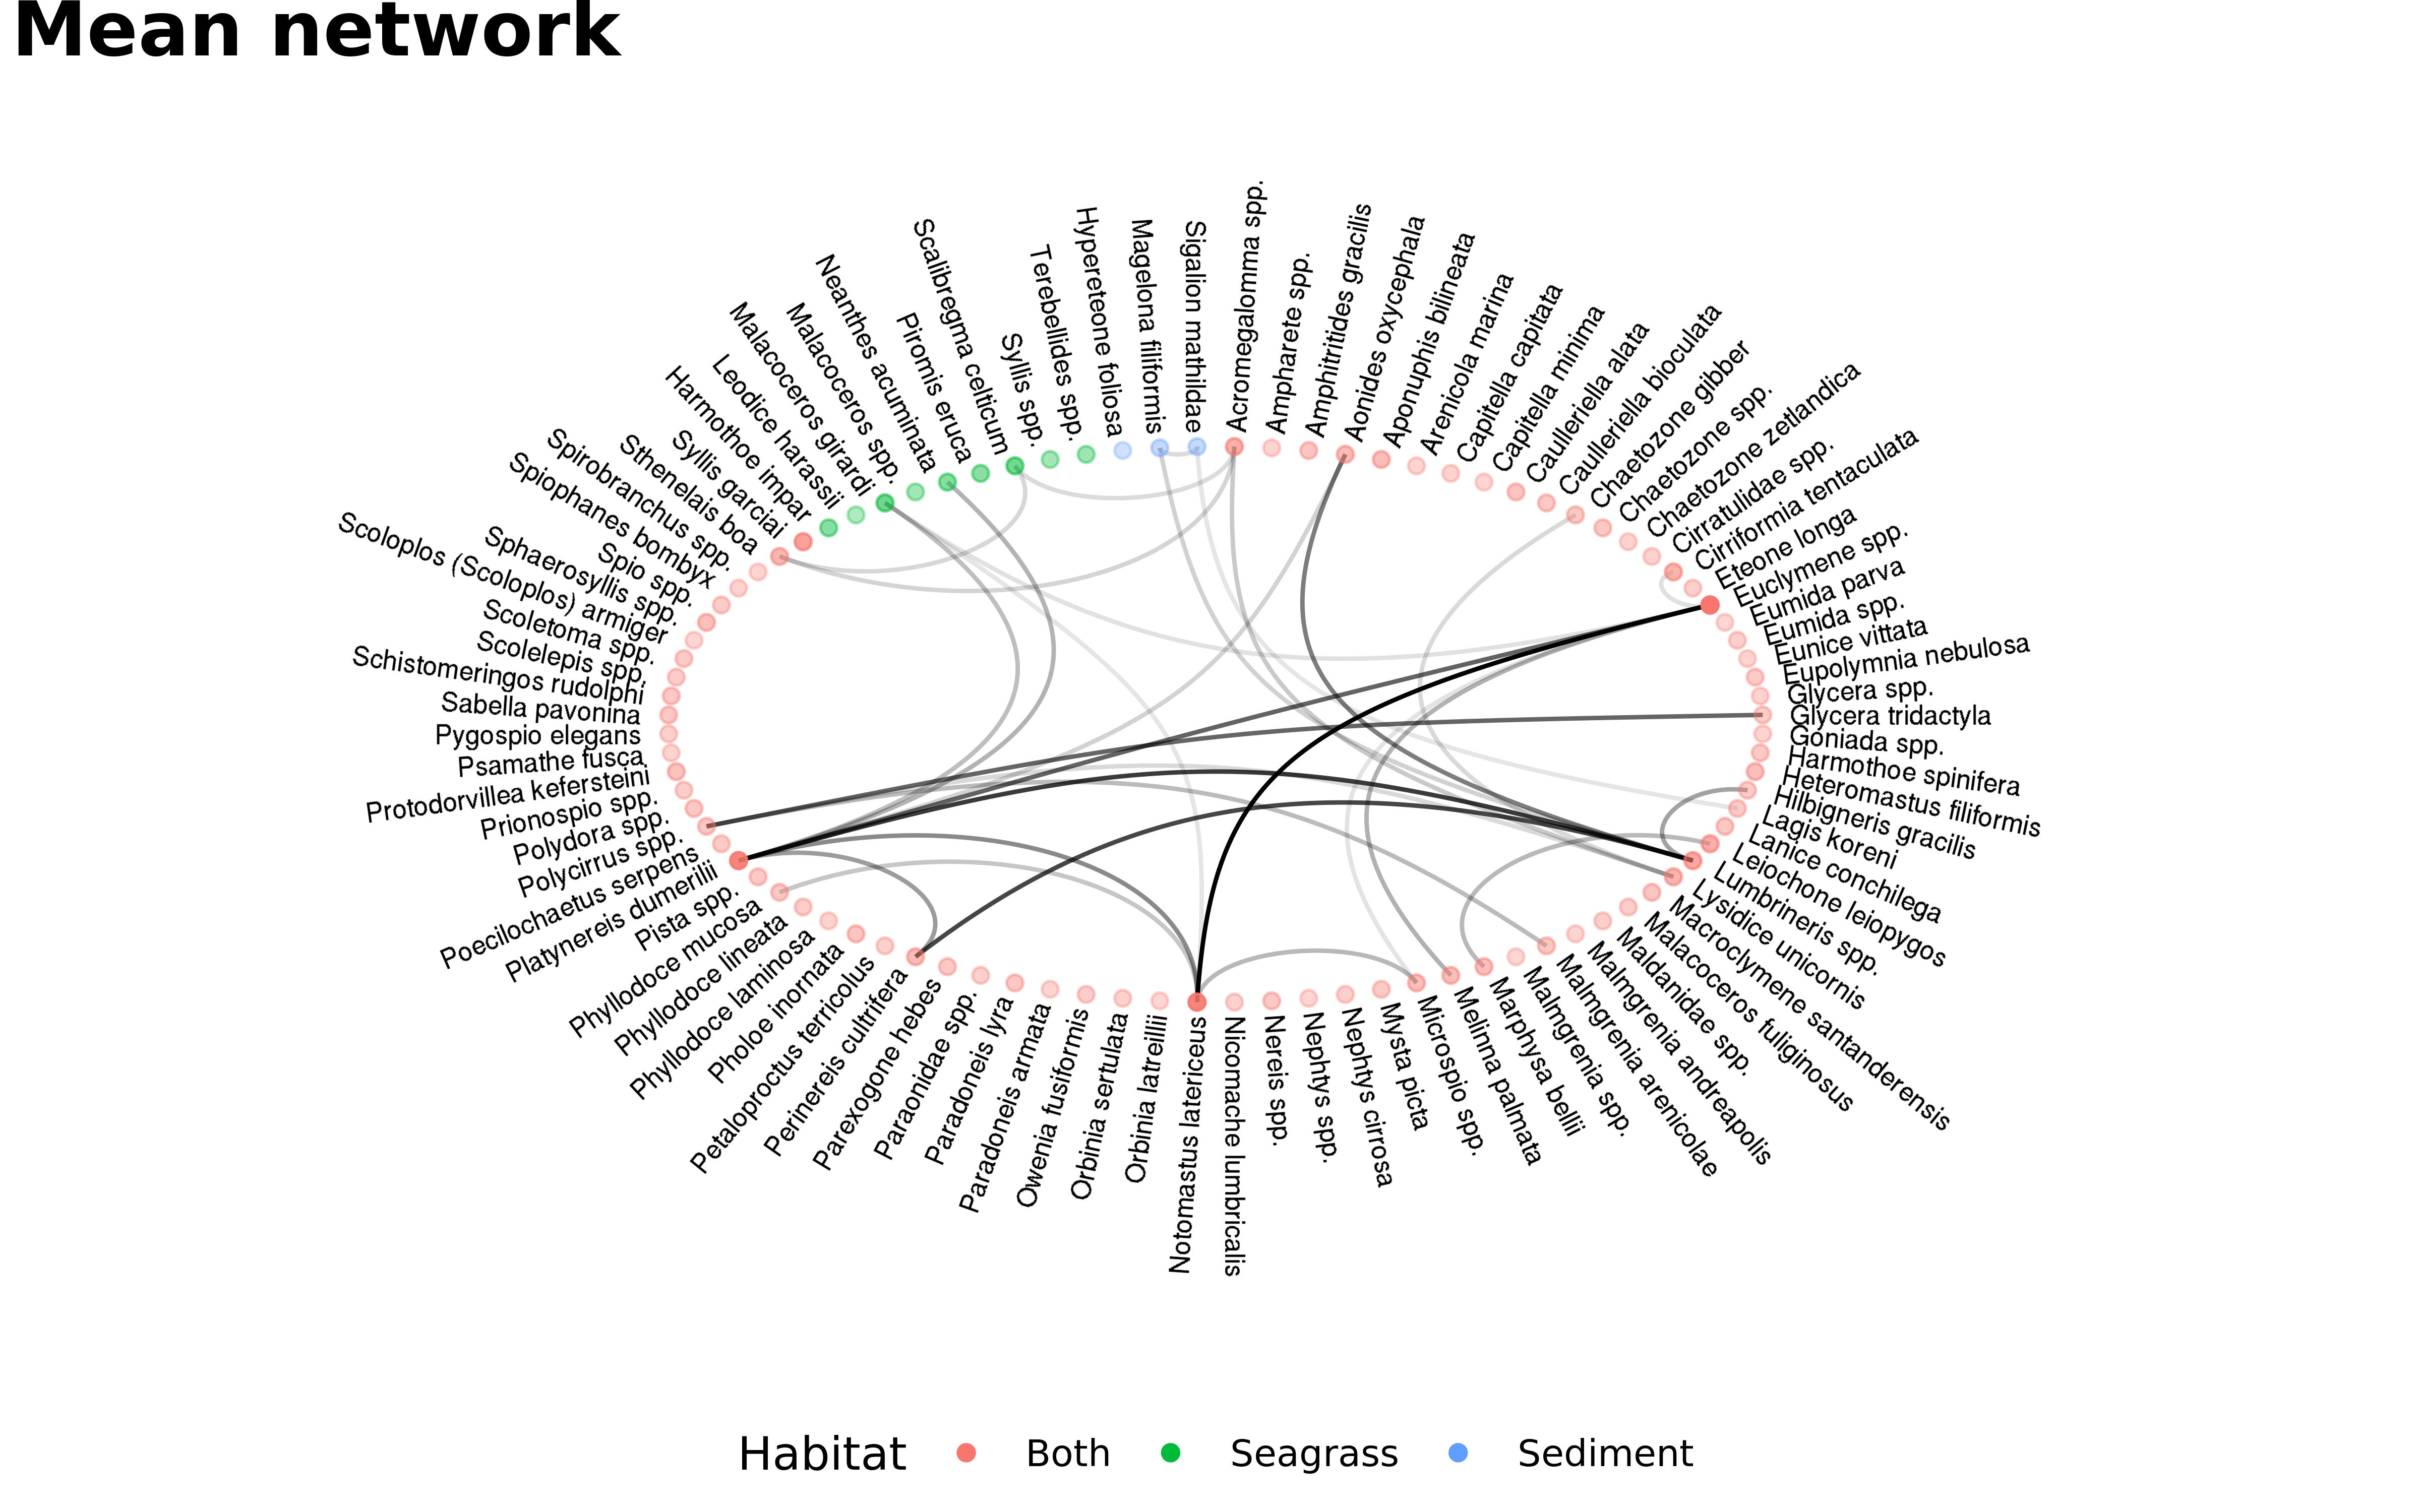 Mean network
Acromegalomma spp.
Ampharete spp.
Amphitritides gracilis
Aonides oxycephala
Aponuphis bilineata
Arenicola marina
Capitella capitata
Capitella minima
Caulleriella alata
Caulleriella bioculata
Chaetozone gibber
Chaetozone spp.
Chaetozone zetlandica
Cirratulidae spp.
Cirriformia tentaculata
Eteone longa
Euclymene spp.
Eumida parva
Eumida spp.
Eunice vittata
Eupolymnia nebulosa
Glycera spp.
Glycera tridactyla
Goniada spp.
Harmothoe spinifera
Heteromastus filiformis
Hilbigneris gracilis
Lagis koreni
Lanice conchilega
Leiochone leiopygos
Lumbrineris spp.
Lysidice unicornis
Macroclymene santanderensis
Malacoceros fuliginosus
Maldanidae spp.
Malmgrenia andreapolis
Malmgrenia arenicolae
Malmgrenia spp.
Marphysa bellii
Melinna palmata
Microspio spp.
Mysta picta
Nephtys cirrosa
Nephtys spp.
Nereis spp.
Nicomache lumbricalis
Notomastus latericeus
Orbinia latreillii
Orbinia sertulata
Owenia fusiformis
Paradoneis armata
Paradoneis lyra
Paraonidae spp.
Parexogone hebes
Perinereis cultrifera
Petaloproctus terricolus
Pholoe inornata
Phyllodoce laminosa
Phyllodoce lineata
Phyllodoce mucosa
Pista spp.
Platynereis dumerilii
Poecilochaetus serpens
Polycirrus spp.
Polydora spp.
Prionospio spp.
Protodorvillea kefersteini
Psamathe fusca
Pygospio elegans
Sabella pavonina
Schistomeringos rudolphi
Scolelepis spp.
Scoletoma spp.
Scoloplos (Scoloplos) armiger
Sphaerosyllis spp.
Spio spp.
Spiophanes bombyx
Spirobranchus spp.
Sthenelais boa
Syllis garciai
Harmothoe impar
Leodice harassii
Malacoceros girardi
Malacoceros spp.
Neanthes acuminata
Piromis eruca
Scalibregma celticum
Syllis spp.
Terebellides spp.
Hypereteone foliosa
Magelona filiformis
Sigalion mathildae
Habitat Both Seagrass Sediment